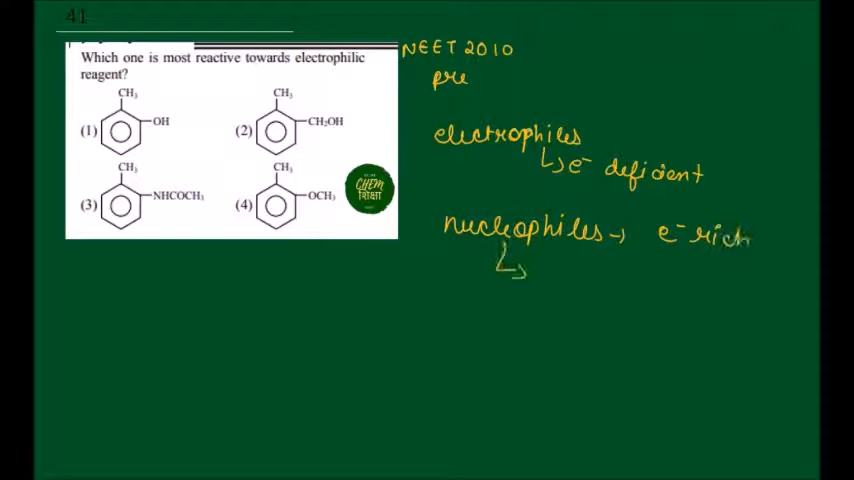 41
Which one is most reactive towards electrophilic
reagent?
CH₃
(1) OH
CH₃
(2) CH₂OH
CH₃
(3) NHCOCH₃
CH₃
(4) OCH₃
CHEM
शिक्षा
NEET 2010
pre
electrophiles
↳ e⁻ deficient
nucleophiles → e⁻ rich